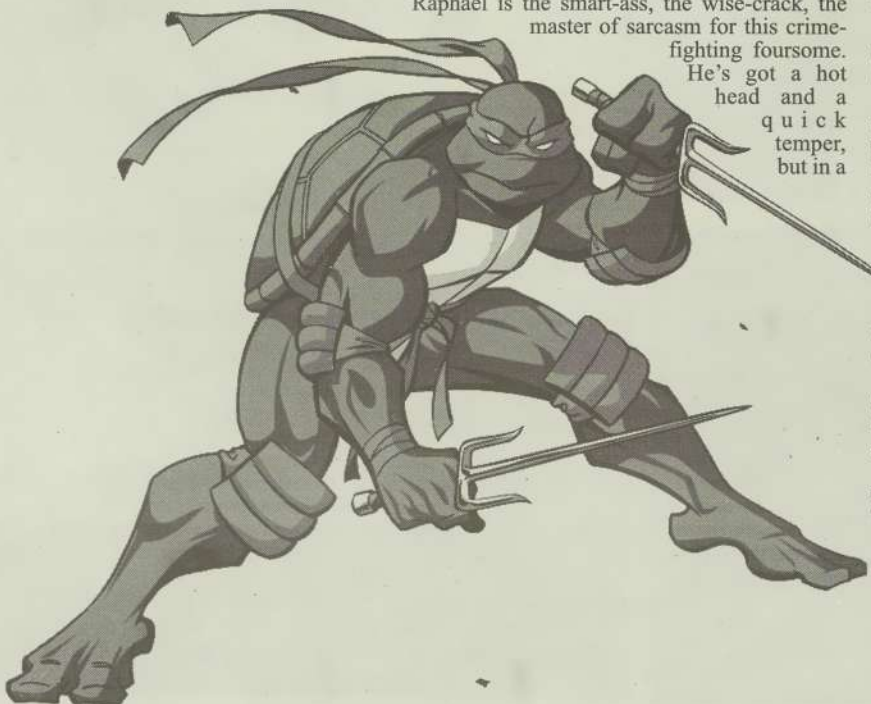 Raphael is the smart-ass, the wise-crack, the
master of sarcasm for this crime-
fighting foursome.
He's got a hot
head and a
quick
temper,
but in a